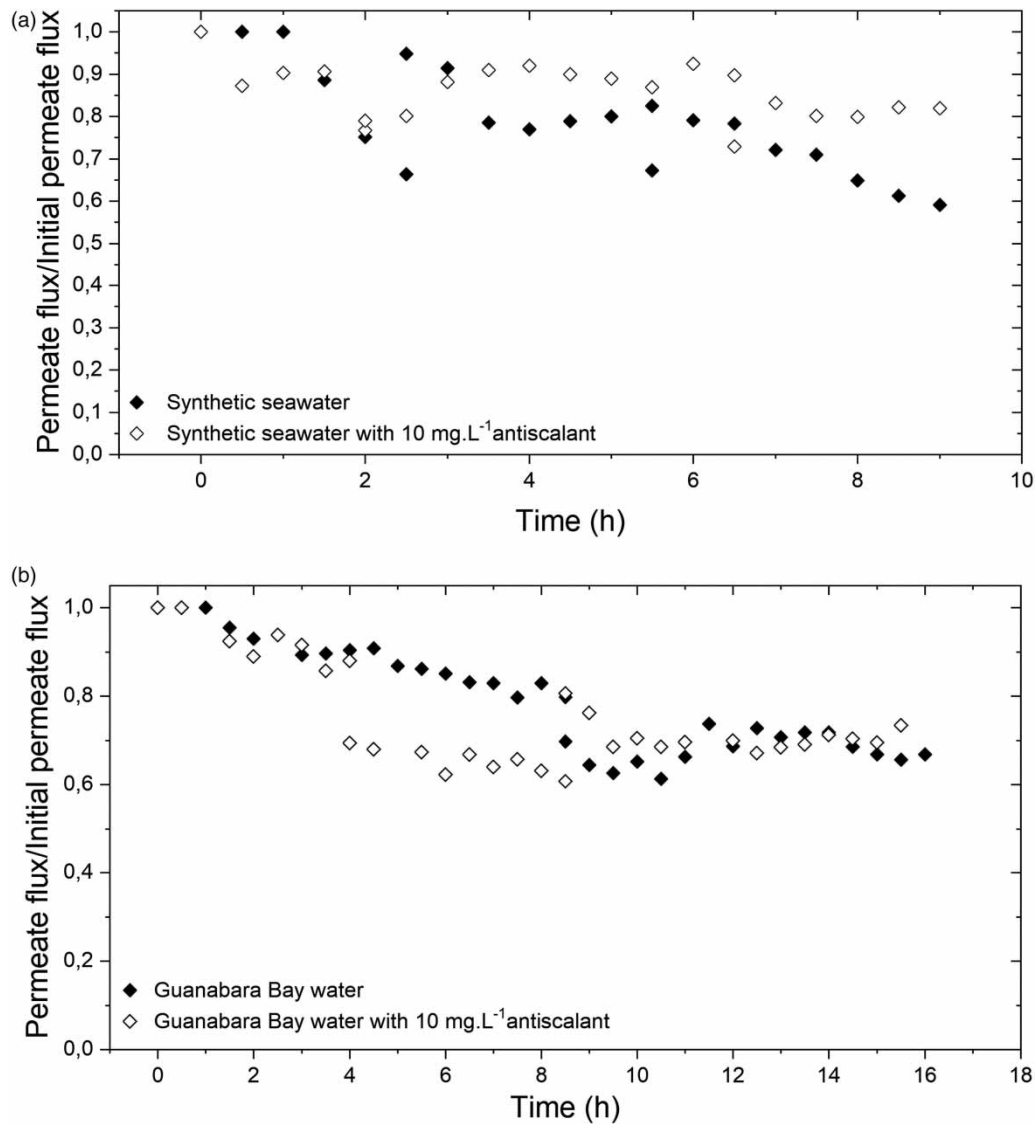 (a)
Permeate flux/Initial permeate flux
1,0
0,9
0,8
0,7
0,6
0,5
0,4
0,3
0,2
0,1
0,0
Synthetic seawater
Synthetic seawater with 10 mg.L⁻¹antiscalant
0 2 4 6 8 10
Time (h)
(b)
Permeate flux/Initial permeate flux
1,0
0,8
0,6
0,4
0,2
0,0
Guanabara Bay water
Guanabara Bay water with 10 mg.L⁻¹antiscalant
0 2 4 6 8 10 12 14 16 18
Time (h)